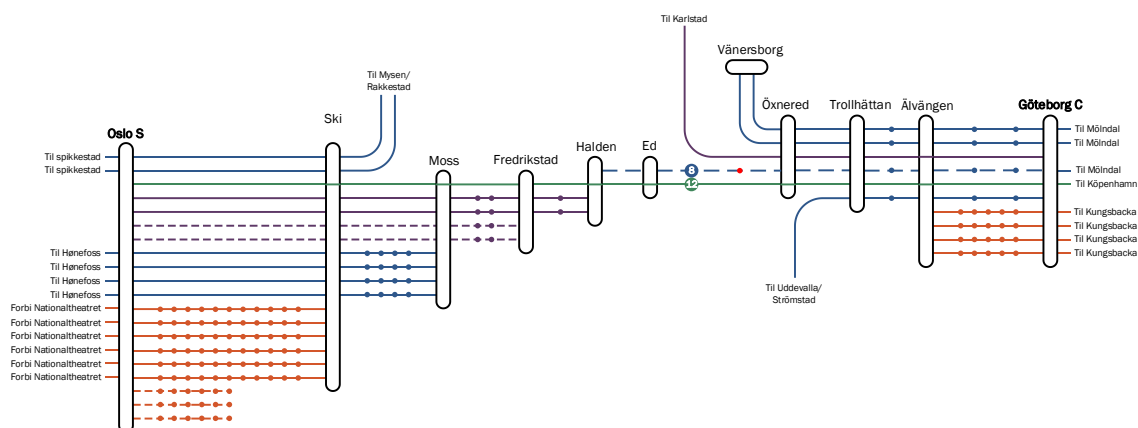 Til Karlstad
Vänersborg
Til Mysen/
Rakkestad
Öxnered
Trollhättan
Älvängen
Göteborg C
Ski
Oslo S
Til Mölndal
Til Mölndal
Moss
Fredrikstad
Halden
Ed
Til spikkestad
Til spikkestad
8
Til Mölndal
12
Til Köpenhamn
Til Kungsbacka
Til Kungsbacka
Til Kungsbacka
Til Kungsbacka
Til Hønefoss
Til Hønefoss
Til Hønefoss
Til Hønefoss
Til Uddevalla/
Strömstad
Forbi Nationaltheatret
Forbi Nationaltheatret
Forbi Nationaltheatret
Forbi Nationaltheatret
Forbi Nationaltheatret
Forbi Nationaltheatret